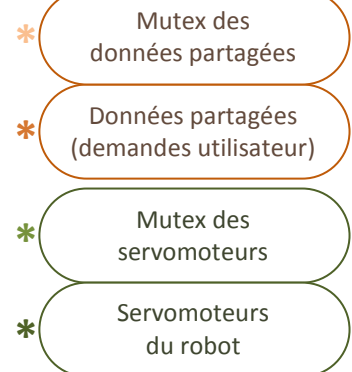 * Mutex des
données partagées
* Données partagées
(demandes utilisateur)
* Mutex des
servomoteurs
* Servomoteurs
du robot